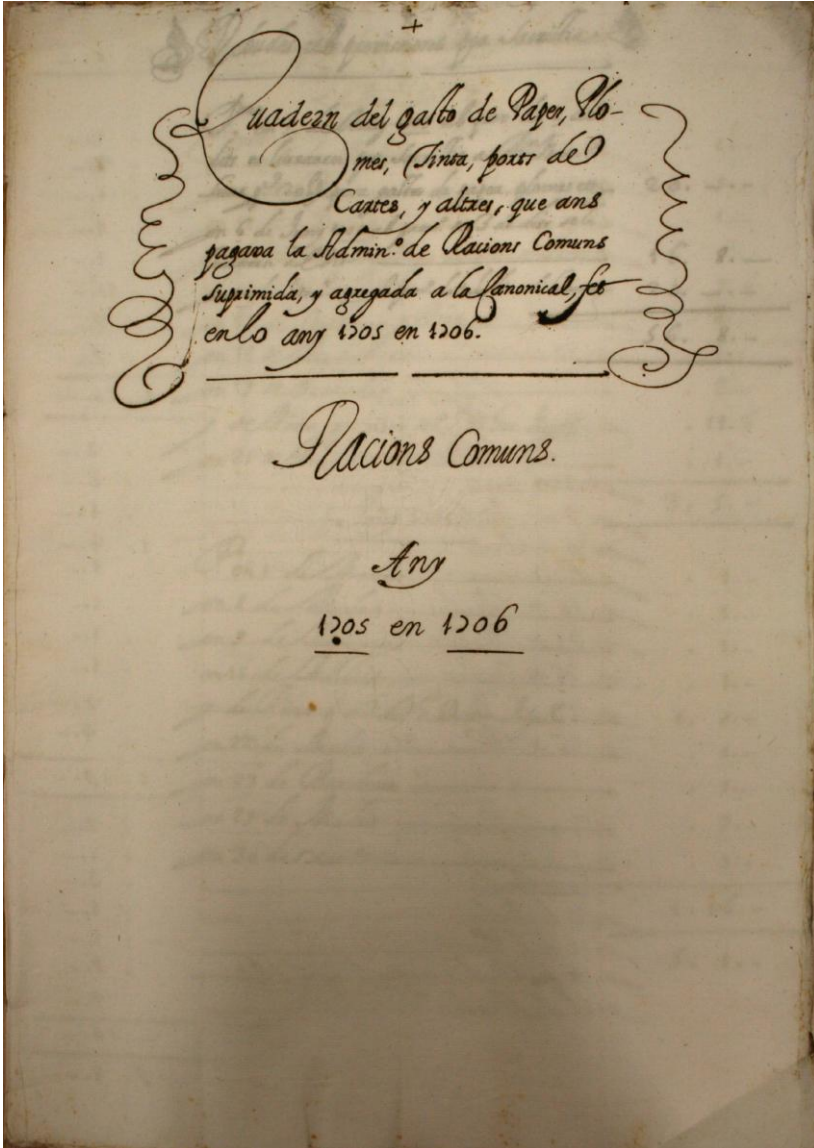 +
Quadern del gasto de Paper, Plo-
mes, Tinta, ports de
Cartes, y altres, que ans
pagava la Admin.º de Racions Comuns
suprimida, y agregada a la Canonical, fet
en lo any 1705 en 1706.
Racions Comuns.
Any
1705 en 1706